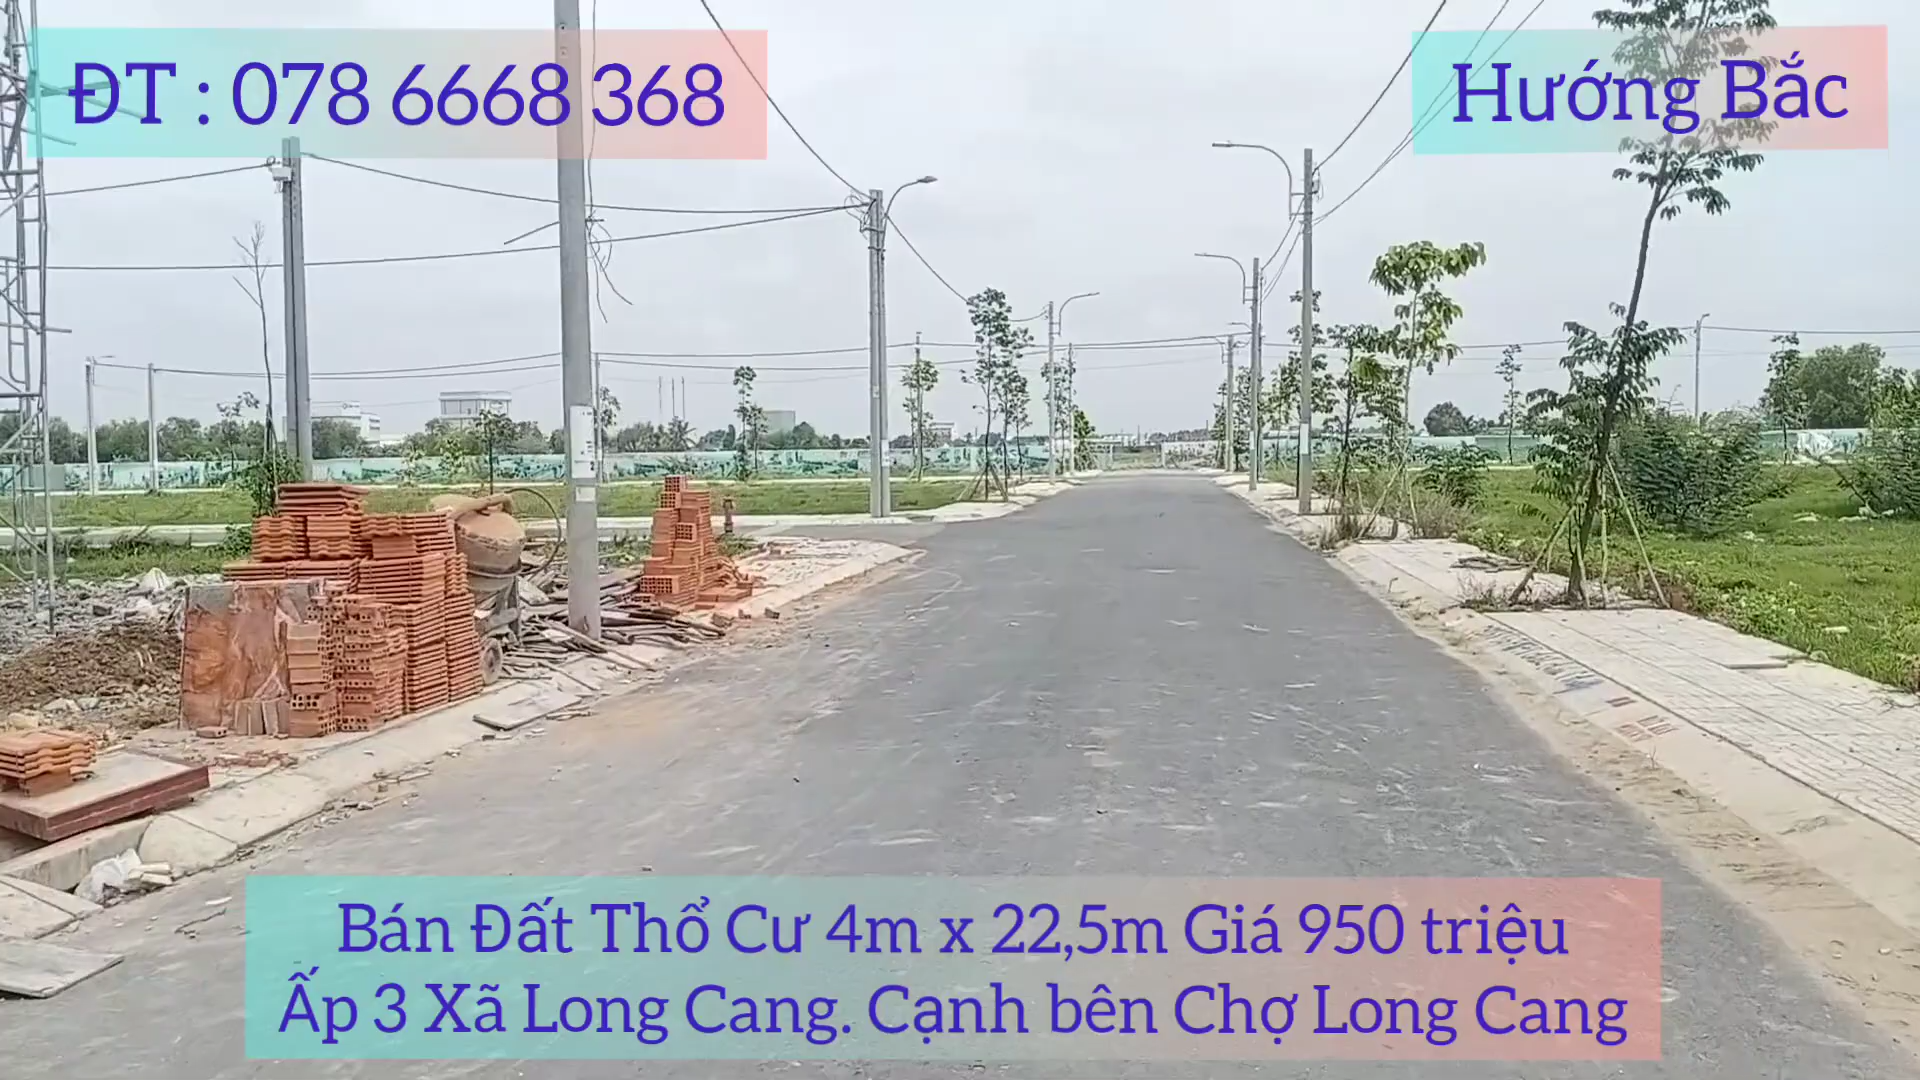 ĐT : 078 6668 368
Hướng Bắc
Bán Đất Thổ Cư 4m x 22,5m Giá 950 triệu
Ấp 3 Xã Long Cang. Cạnh bên Chợ Long Cang